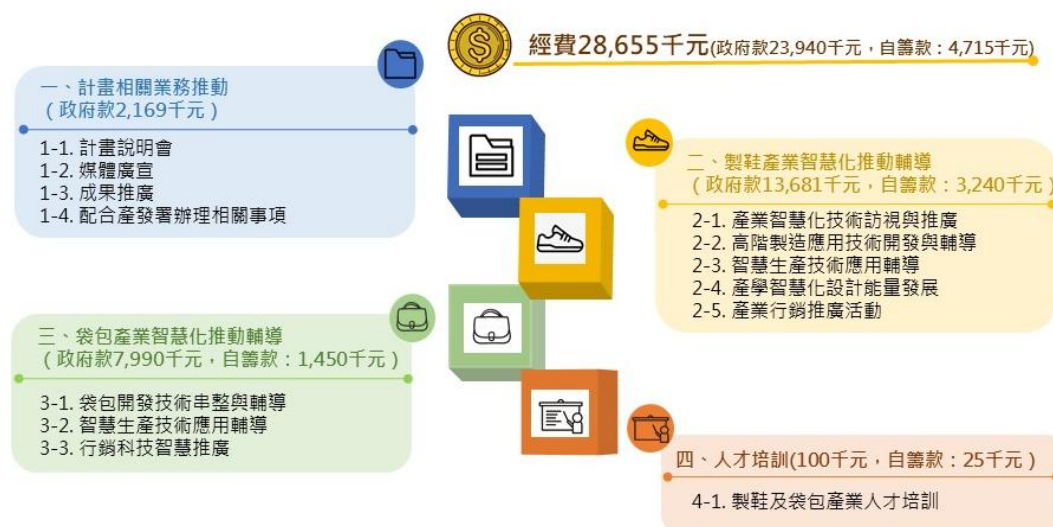 經費28,655千元(政府款23,940千元，自籌款：4,715千元)
一、計畫相關業務推動
（政府款2,169千元）
1-1. 計畫說明會
1-2. 媒體廣宣
1-3. 成果推廣
1-4. 配合產發署辦理相關事項
二、製鞋產業智慧化推動輔導
（政府款13,681千元，自籌款：3,240千元）
2-1. 產業智慧化技術訪視與推廣
2-2. 高階製造應用技術開發與輔導
2-3. 智慧生產技術應用輔導
2-4. 產學智慧化設計能量發展
2-5. 產業行銷推廣活動
三、袋包產業智慧化推動輔導
（政府款7,990千元，自籌款：1,450千元）
3-1. 袋包開發技術串整與輔導
3-2. 智慧生產技術應用輔導
3-3. 行銷科技智慧推廣
四、人才培訓(100千元，自籌款：25千元）
4-1. 製鞋及袋包產業人才培訓